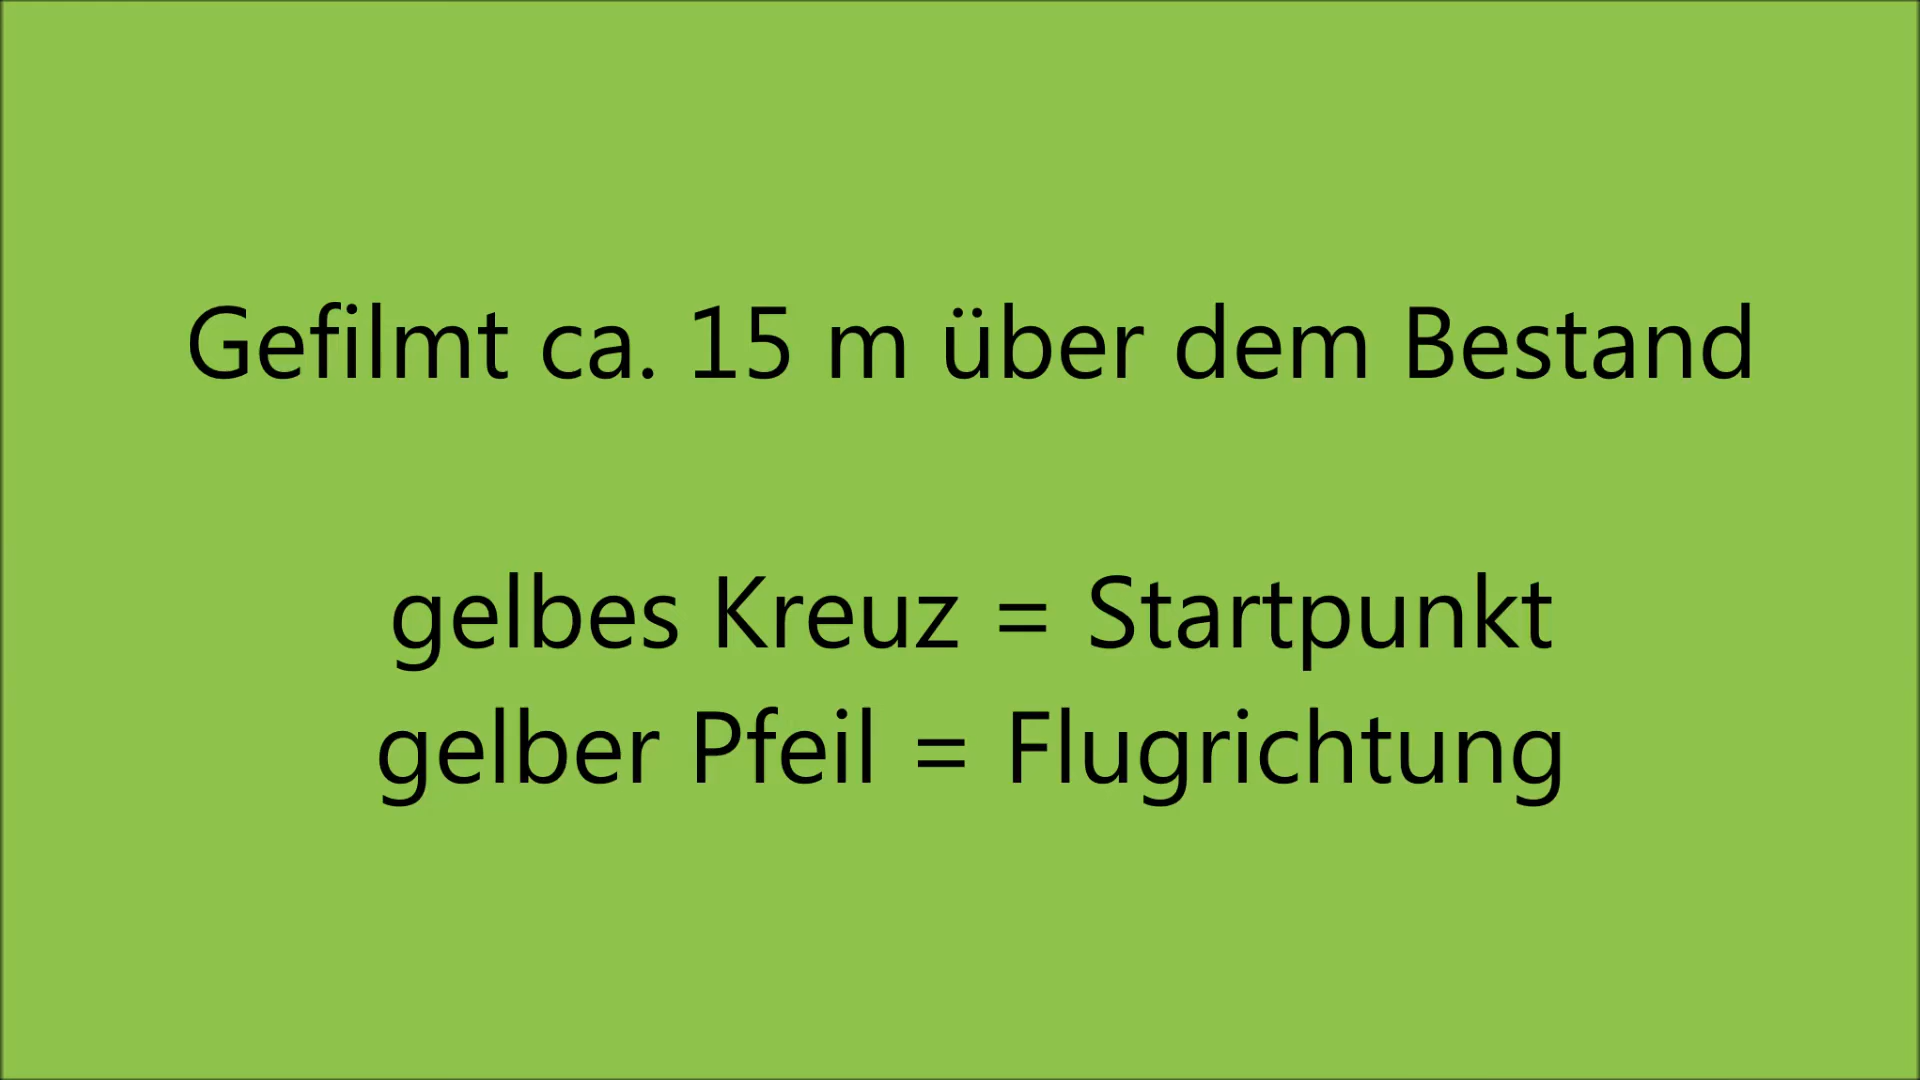 Gefilmt ca. 15 m über dem Bestand
gelbes Kreuz = Startpunkt
gelber Pfeil = Flugrichtung